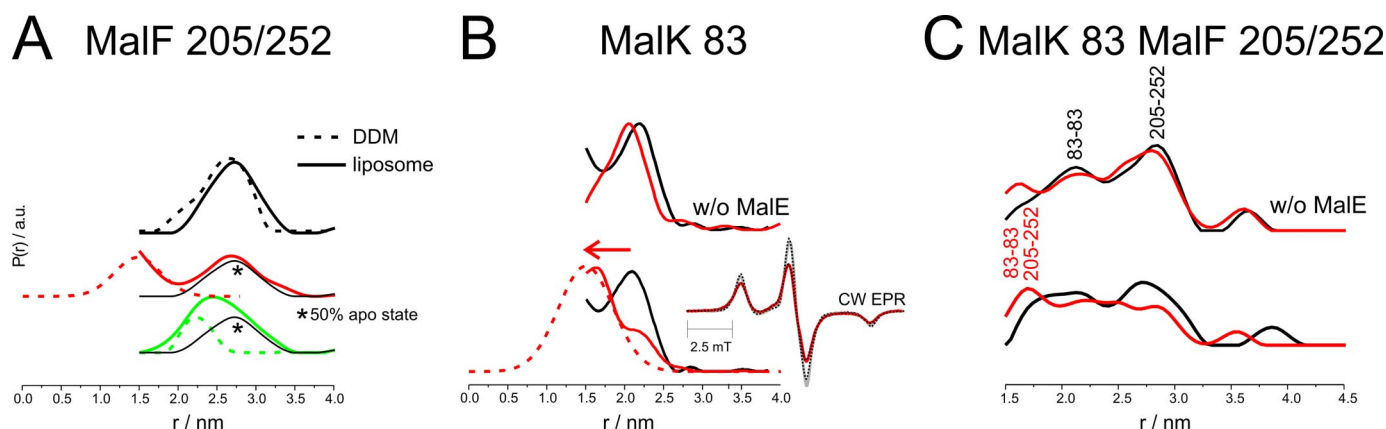 A MalF 205/252
DDM
liposome
P(r) / a.u.
*
*
*50% apo state
0.0 0.5 1.0 1.5 2.0 2.5 3.0 3.5 4.0
r / nm
B MalK 83
w/o MalE
CW EPR
2.5 mT
0.0 0.5 1.0 1.5 2.0 2.5 3.0 3.5 4.0
r / nm
C MalK 83 MalF 205/252
83-83
205-252
w/o MalE
83-83
205-252
1.5 2.0 2.5 3.0 3.5 4.0 4.5
r / nm